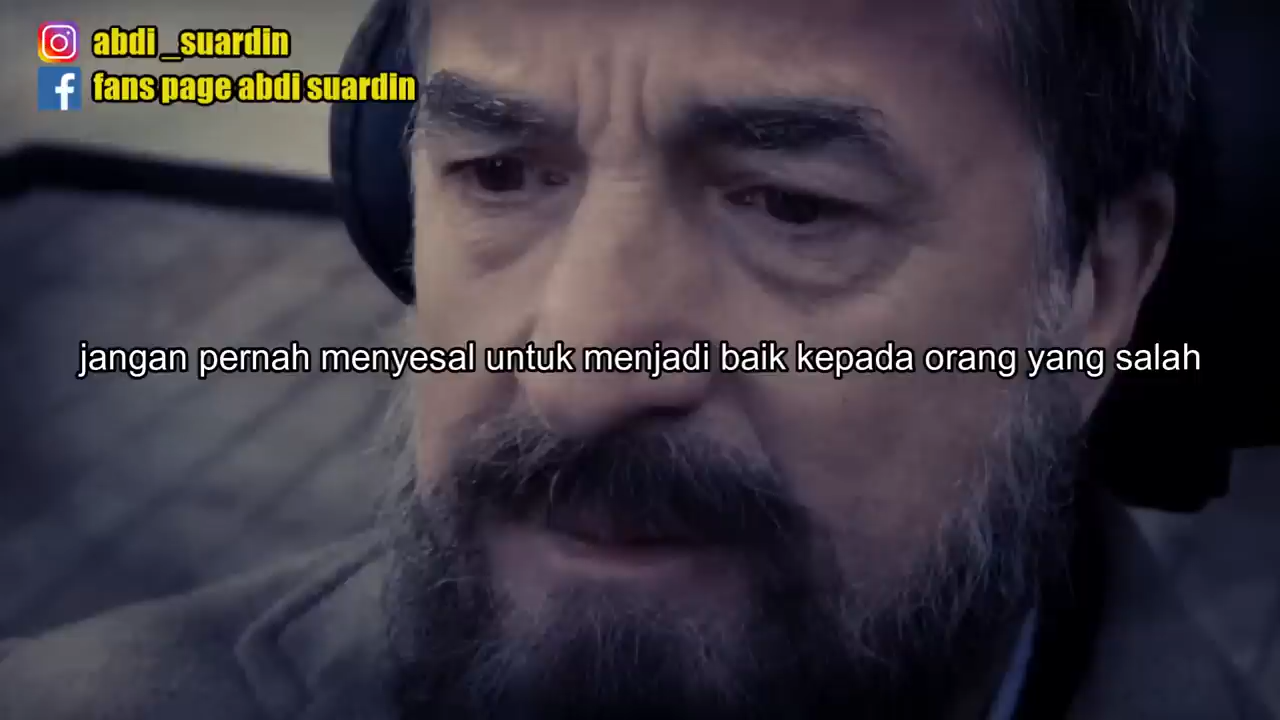 abdi_suardin
fans page abdi suardin
jangan pernah menyesal untuk menjadi baik kepada orang yang salah